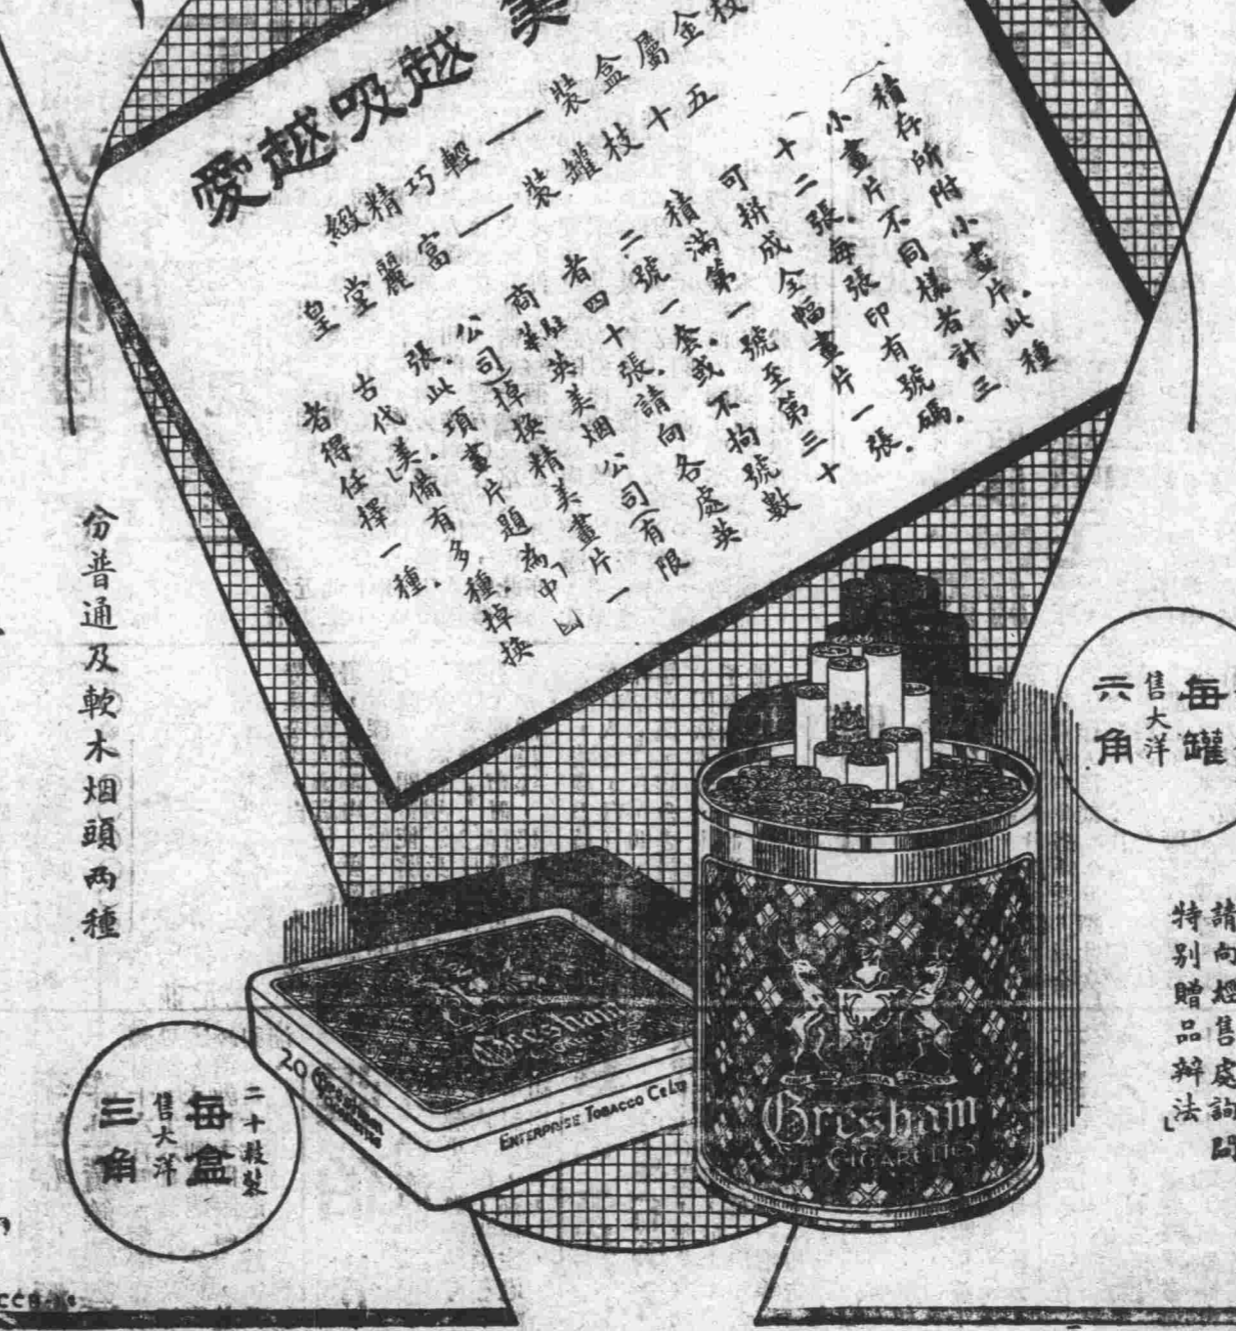 越吸越愛
枝金屬盒裝——輕巧精緻
五十枝罐裝——富麗堂皇
(積存所附小畫片.此種
小畫片不同樣者計三
十二張.每張印有號碼.
可拼成全幅畫片一張.
積滿第一號至第三十
二號一套.或不拘號數
者四十張.請向各處英
商駐華英美烟公司(有限
公司)掉換精美畫片一
張.此項畫片題為「中
古代美」備有多種.掉換
者得任擇一種.
每罐
售大洋
六角
請向經售處詢問
特別贈品辦法」
份普通及軟木烟頭兩種.
二十枝裝
每盒
售大洋
三角
Gresham
20 Gresham
ENTERPRISE TOBACCO Co Ltd
Gresham
CIGARETTES